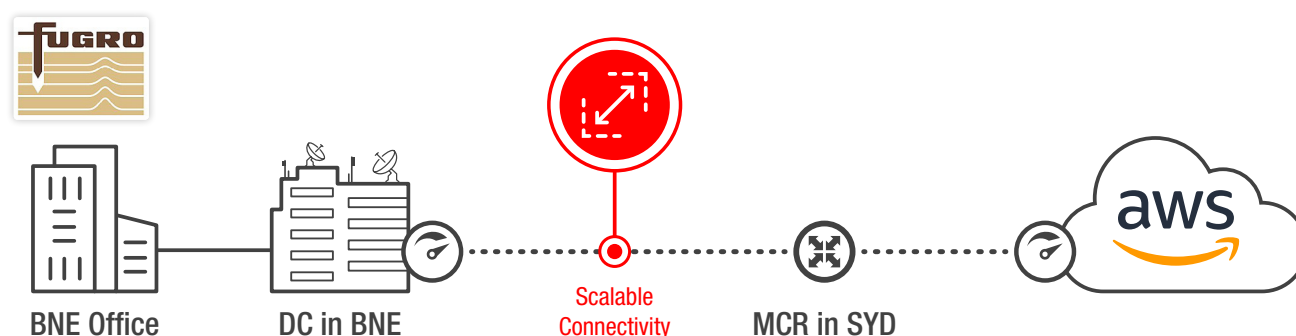 fUGRO
aws
Scalable
Connectivity
BNE Office
DC in BNE
MCR in SYD